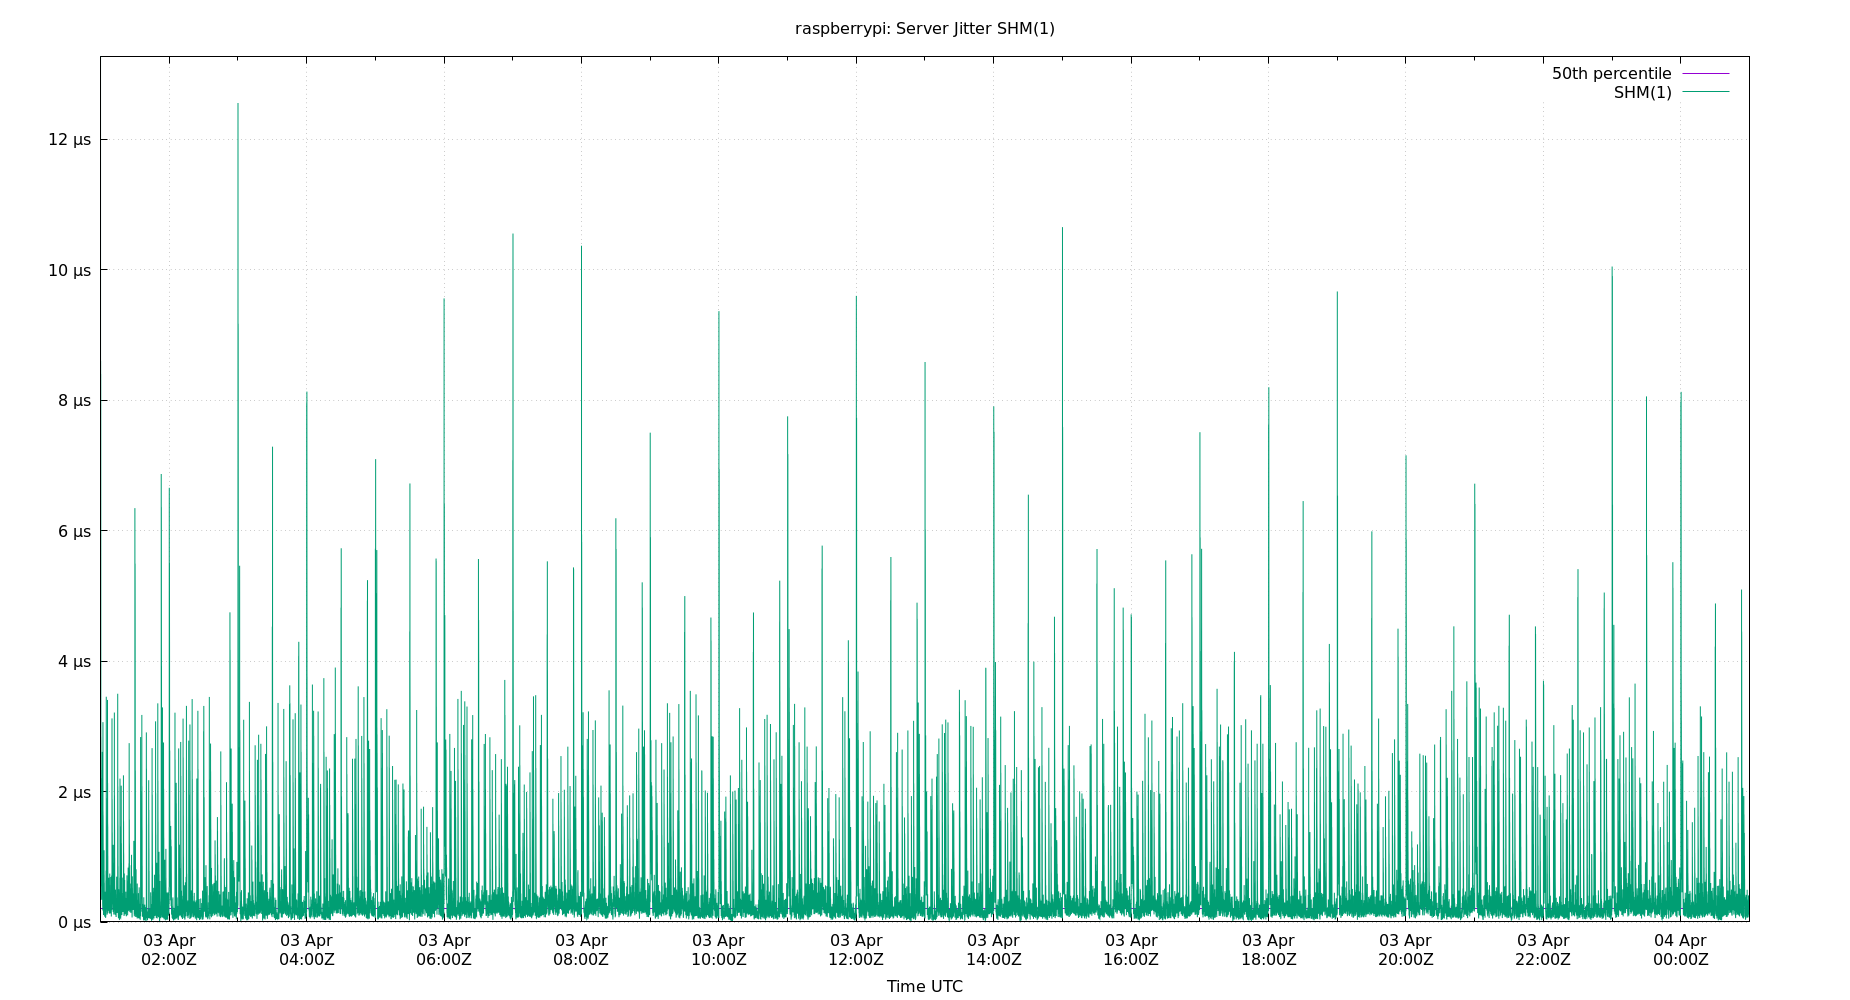 raspberrypi: Server Jitter SHM(1)
50th percentile
SHM(1)
12 µs
10 µs
8 µs
6 µs
4 µs
2 µs
0 µs
03 Apr 03 Apr 03 Apr 03 Apr 03 Apr 03 Apr 03 Apr 03 Apr 03 Apr 03 Apr 03 Apr 04 Apr
02:00Z 04:00Z 06:00Z 08:00Z 10:00Z 12:00Z 14:00Z 16:00Z 18:00Z 20:00Z 22:00Z 00:00Z
Time UTC